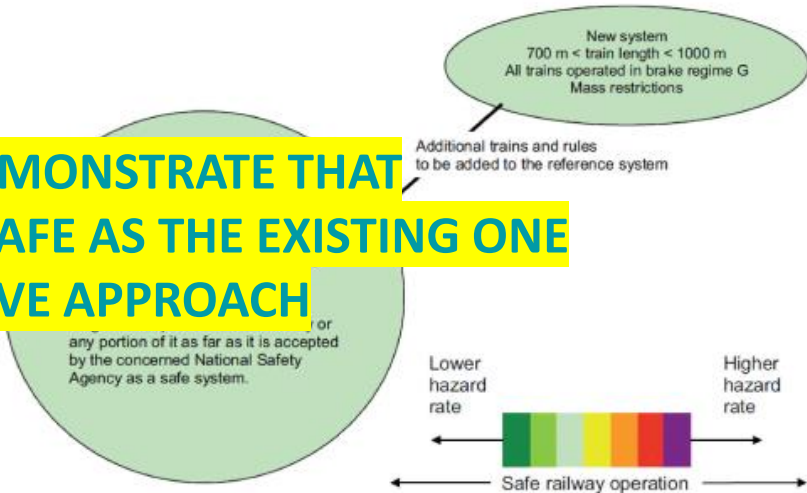 New system
700 m < train length < 1000 m
All trains operated in brake regime G
Mass restrictions
Additional trains and rules
to be added to the reference system
MONSTRATE THAT
AFE AS THE EXISTING ONE
VE APPROACH
or
any portion of it as far as it is accepted
by the concerned National Safety
Agency as a safe system.
Lower
hazard
rate
Higher
hazard
rate
Safe railway operation